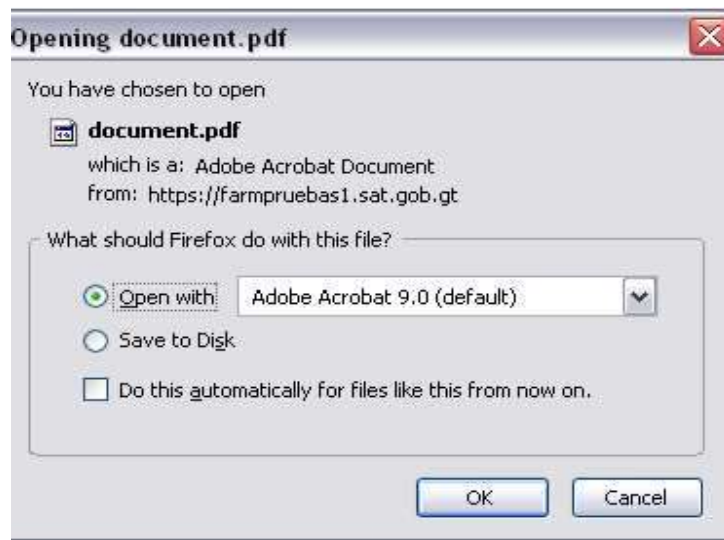 Opening document.pdf
You have chosen to open
document.pdf
which is a: Adobe Acrobat Document
from: https://farmpruebas1.sat.gob.gt
What should Firefox do with this file?
Open with Adobe Acrobat 9.0 (default)
Save to Disk
Do this automatically for files like this from now on.
OK Cancel